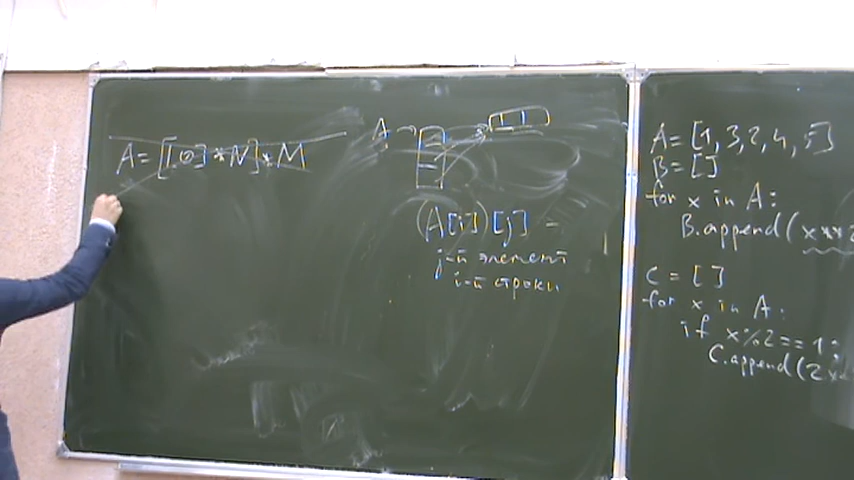 A = [[0] * N] * M
A
(A[i])[j] -
j-й элемент
i-й строки
A = [1, 3, 2, 4, 5]
B = []
for x in A:
B.append(x**2
C = []
for x in A:
if x%2 == 1:
C.append(2